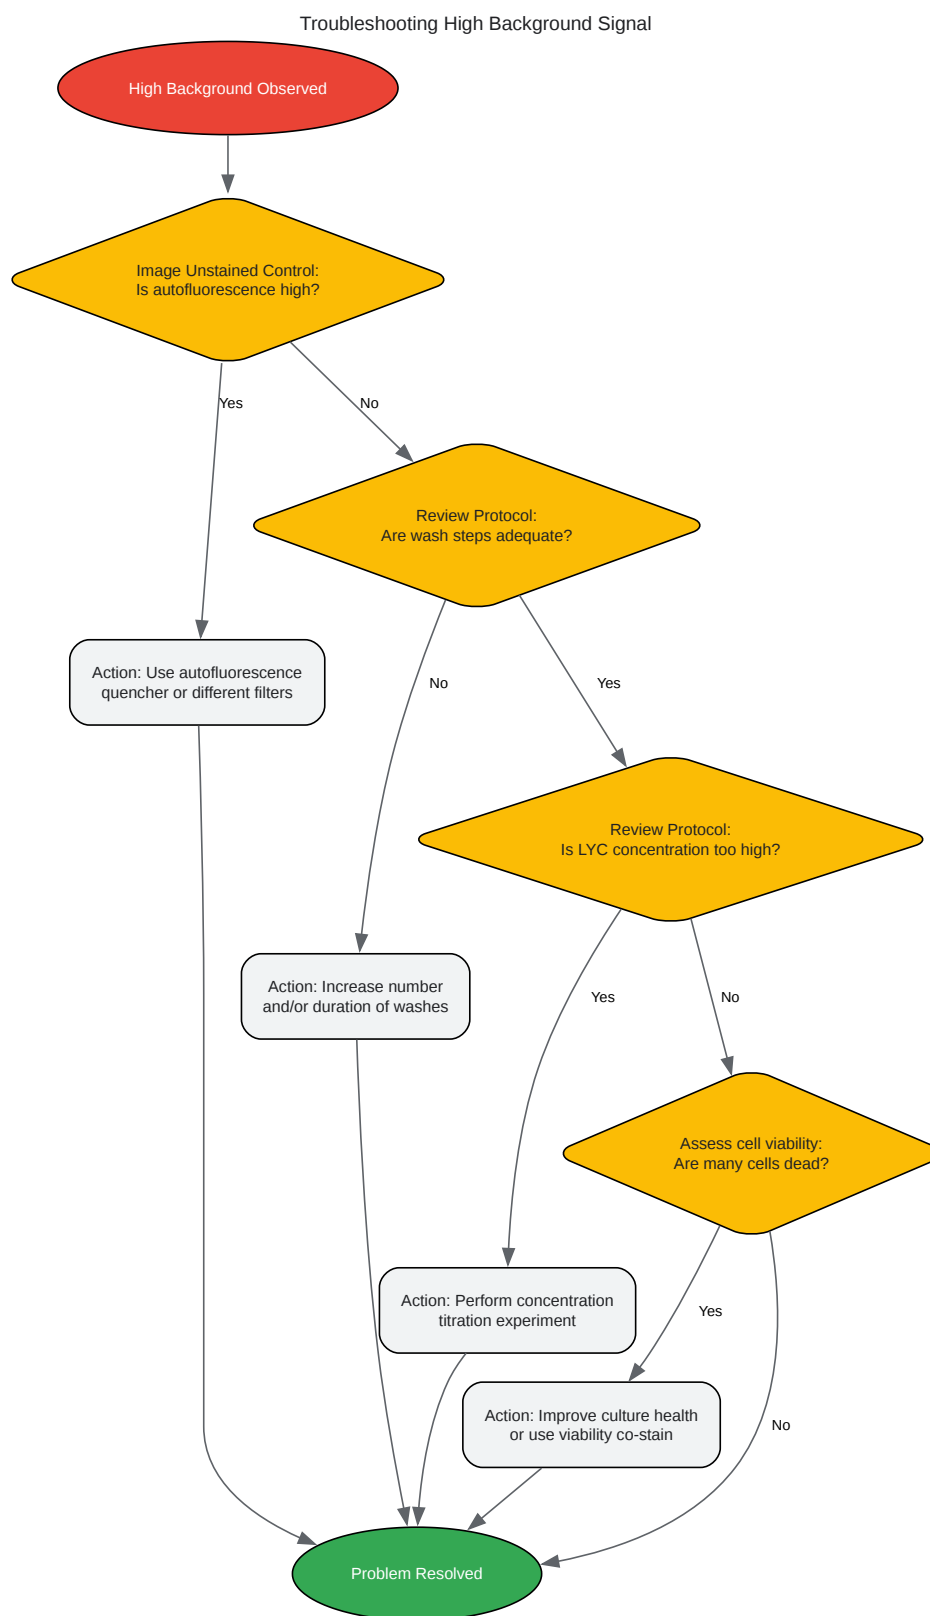 Troubleshooting High Background Signal
High Background Observed
Image Unstained Control:
Is autofluorescence high?
Yes
No
Review Protocol:
Are wash steps adequate?
Action: Use autofluorescence
quencher or different filters
No
Yes
Review Protocol:
Is LYC concentration too high?
Action: Increase number
and/or duration of washes
Yes
No
Assess cell viability:
Are many cells dead?
Action: Perform concentration
titration experiment
Yes
Action: Improve culture health
or use viability co-stain
No
Problem Resolved